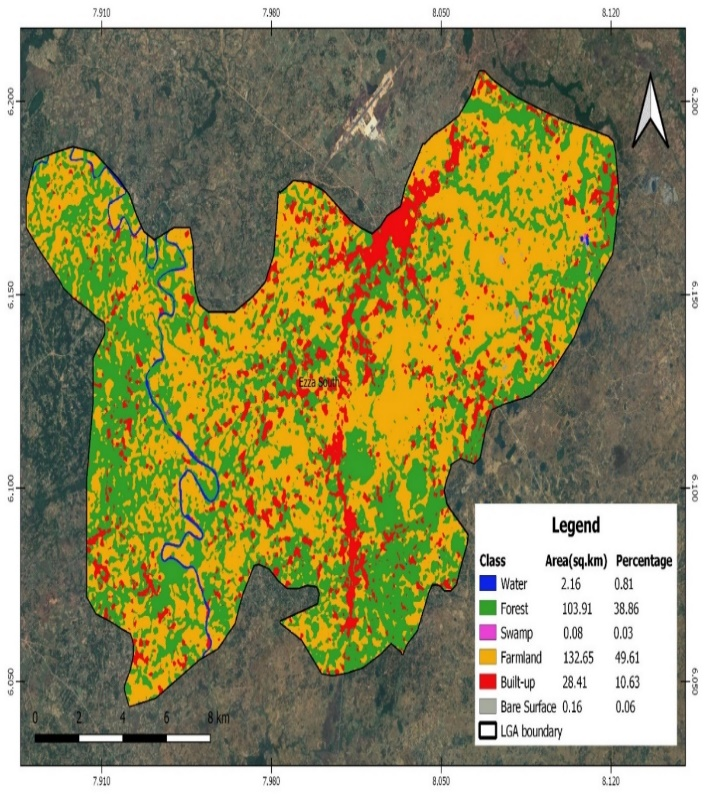 7.910 7.980 8.050 8.120
6.200 6.200
6.150 6.150
Ezza South
6.100 6.100
Legend
Class Area(sq.km) Percentage
Water 2.16 0.81
Forest 103.91 38.86
Swamp 0.08 0.03
Farmland 132.65 49.61
Built-up 28.41 10.63
Bare Surface 0.16 0.06
LGA boundary
6.050 6.050
0 2 4 6 8 km
7.910 7.980 8.050 8.120